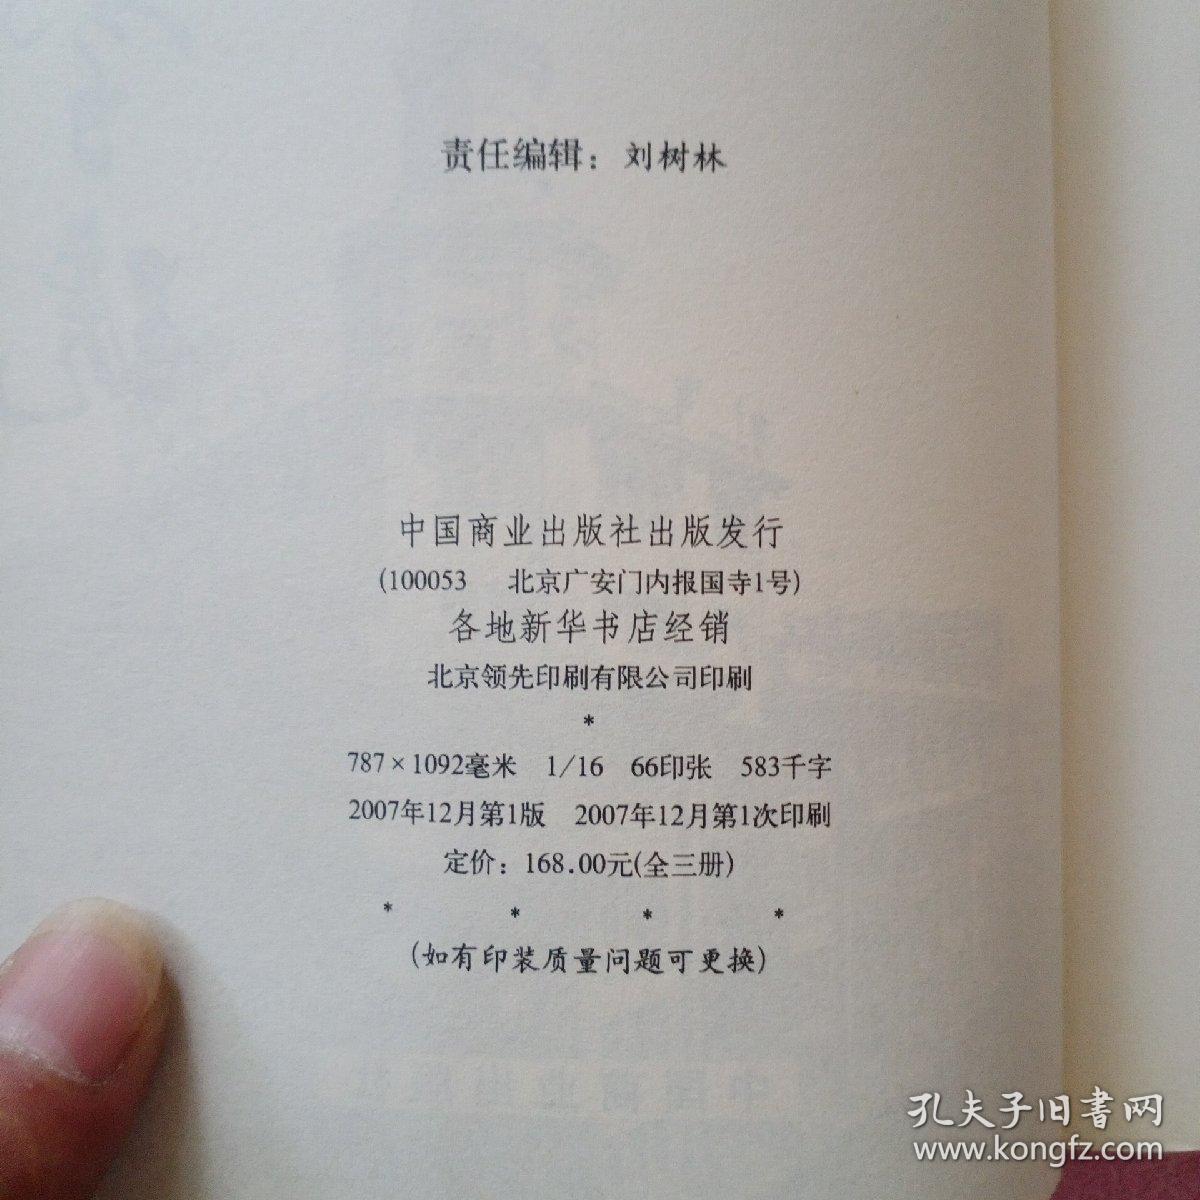 责任编辑：刘树林
中国商业出版社出版发行
(100053 北京广安门内报国寺1号)
各地新华书店经销
北京领先印刷有限公司印刷
*
787×1092毫米 1/16 66印张 583千字
2007年12月第1版 2007年12月第1次印刷
定价：168.00元(全三册)
* * * *
(如有印装质量问题可更换)
孔夫子旧书网
www.kongfz.com